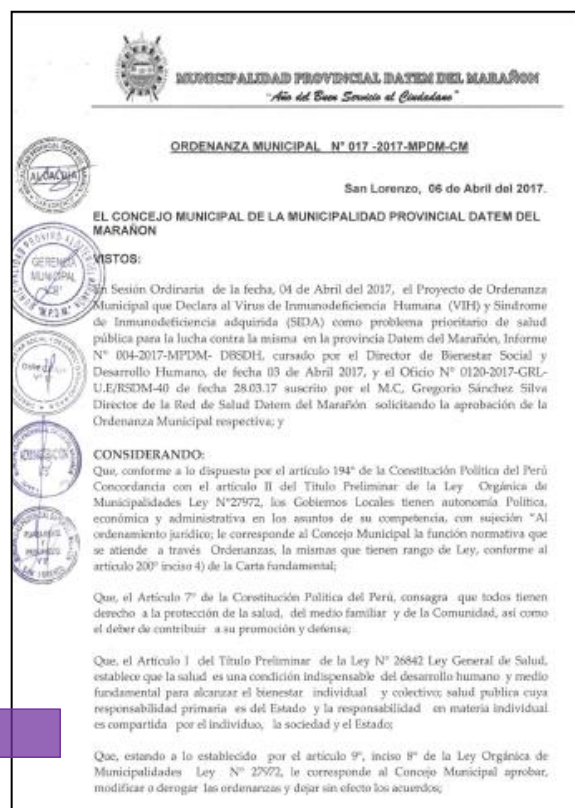 MUNICIPALIDAD PROVINCIAL DATEM DEL MARAÑON
"Año del Buen Servicio al Ciudadano"
ORDENANZA MUNICIPAL N° 017 -2017-MPDM-CM
San Lorenzo, 06 de Abril del 2017.
EL CONCEJO MUNICIPAL DE LA MUNICIPALIDAD PROVINCIAL DATEM DEL
MARAÑON
ALCALDIA
GERENCIA
MUNICIPAL
VISTOS:
En Sesión Ordinaria de la fecha, 04 de Abril del 2017, el Proyecto de Ordenanza
Municipal que Declara al Virus de Inmunodeficiencia Humana (VIH) y Síndrome
de Inmunodeficiencia adquirida (SIDA) como problema prioritario de salud
pública para la lucha contra la misma en la provincia Datem del Marañón, Informe
N° 004-2017-MPDM- DBSDH, cursado por el Director de Bienestar Social y
Desarrollo Humano, de fecha 03 de Abril 2017, y el Oficio N° 0120-2017-GRL-
U.E/RSDM-40 de fecha 28.03.17 suscrito por el M.C, Gregorio Sánchez Silva
Director de la Red de Salud Datem del Marañón solicitando la aprobación de la
Ordenanza Municipal respectiva; y
CONSIDERANDO:
Que, conforme a lo dispuesto por el artículo 194° de la Constitución Política del Perú
Concordancia con el artículo II del Título Preliminar de la Ley Orgánica de
Municipalidades Ley N°27972, los Gobiernos Locales tienen autonomía Política,
económica y administrativa en los asuntos de su competencia, con sujeción "Al
ordenamiento jurídico; le corresponde al Concejo Municipal la función normativa que
se atiende a través Ordenanzas, la mismas que tienen rango de Ley, conforme al
artículo 200° inciso 4) de la Carta fundamental;
Que, el Artículo 7° de la Constitución Política del Perú, consagra que todos tienen
derecho a la protección de la salud, del medio familiar y de la Comunidad, así como
el deber de contribuir a su promoción y defensa;
Que, el Artículo I del Título Preliminar de la Ley N° 26842 Ley General de Salud,
establece que la salud es una condición indispensable del desarrollo humano y medio
fundamental para alcanzar el bienestar individual y colectivo; salud publica cuya
responsabilidad primaria es del Estado y la responsabilidad en materia individual
es compartida por el individuo, la sociedad y el Estado;
Que, estando a lo establecido por el artículo 9°, inciso 8° de la Ley Orgánica de
Municipalidades Ley N° 27972, le corresponde al Concejo Municipal aprobar,
modificar o derogar las ordenanzas y dejar sin efecto los acuerdos;